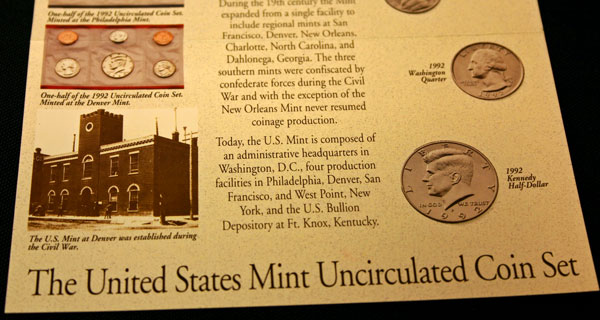 One-half of the 1992 Uncirculated Coin Set.
Minted at the Philadelphia Mint.
One-half of the 1992 Uncirculated Coin Set.
Minted at the Denver Mint.
The U.S. Mint at Denver was established during
the Civil War.
During the 19th century the Mint
expanded from a single facility to
include regional mints at San
Francisco, Denver, New Orleans,
Charlotte, North Carolina, and
Dahlonega, Georgia. The three
southern mints were confiscated by
confederate forces during the Civil
War and with the exception of the
New Orleans Mint never resumed
coinage production.
Today, the U.S. Mint is composed of
an administrative headquarters in
Washington, D.C., four production
facilities in Philadelphia, Denver, San
Francisco, and West Point, New
York, and the U.S. Bullion
Depository at Ft. Knox, Kentucky.
1992
Washington
Quarter
LIBERTY
IN GOD WE TRUST
1992
1992
Kennedy
Half-Dollar
The United States Mint Uncirculated Coin Set